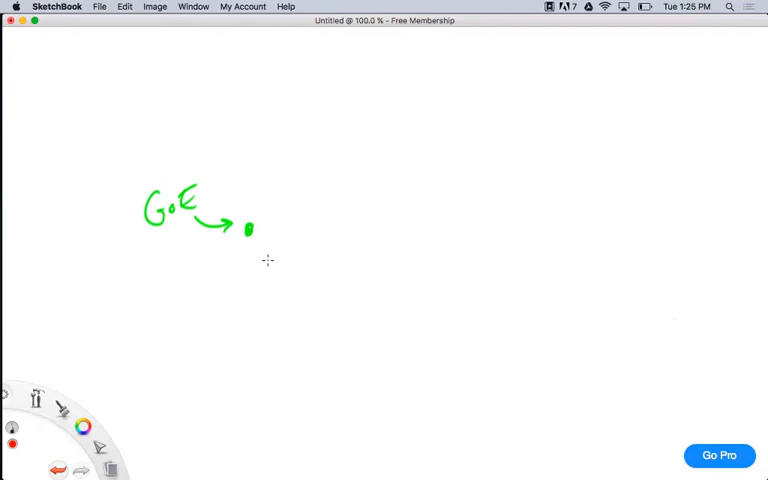 SketchBook File Edit Image Window My Account Help 7 Tue 1:25 PM
Untitled @ 100.0 % - Free Membership
GoE
Go Pro